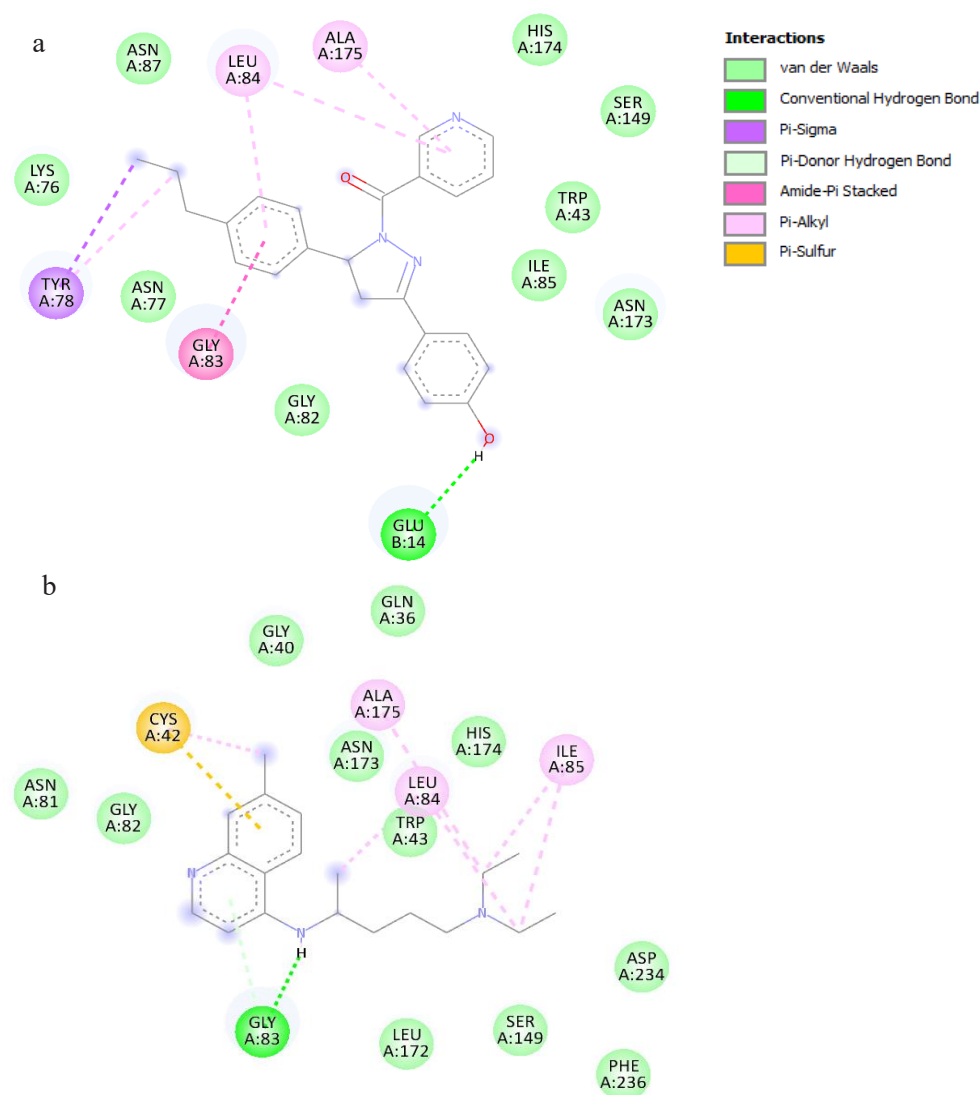 a
ASN
A:87
LEU
A:84
ALA
A:175
HIS
A:174
SER
A:149
LYS
A:76
N
O
TRP
A:43
N
N
ILE
A:85
ASN
A:173
TYR
A:78
ASN
A:77
GLY
A:83
GLY
A:82
O
H
GLU
B:14
Interactions
van der Waals
Conventional Hydrogen Bond
Pi-Sigma
Pi-Donor Hydrogen Bond
Amide-Pi Stacked
Pi-Alkyl
Pi-Sulfur
b
GLN
A:36
GLY
A:40
ALA
A:175
CYS
A:42
ASN
A:173
HIS
A:174
ILE
A:85
ASN
A:81
GLY
A:82
LEU
A:84
TRP
A:43
N
N
H
N
ASP
A:234
GLY
A:83
LEU
A:172
SER
A:149
PHE
A:236